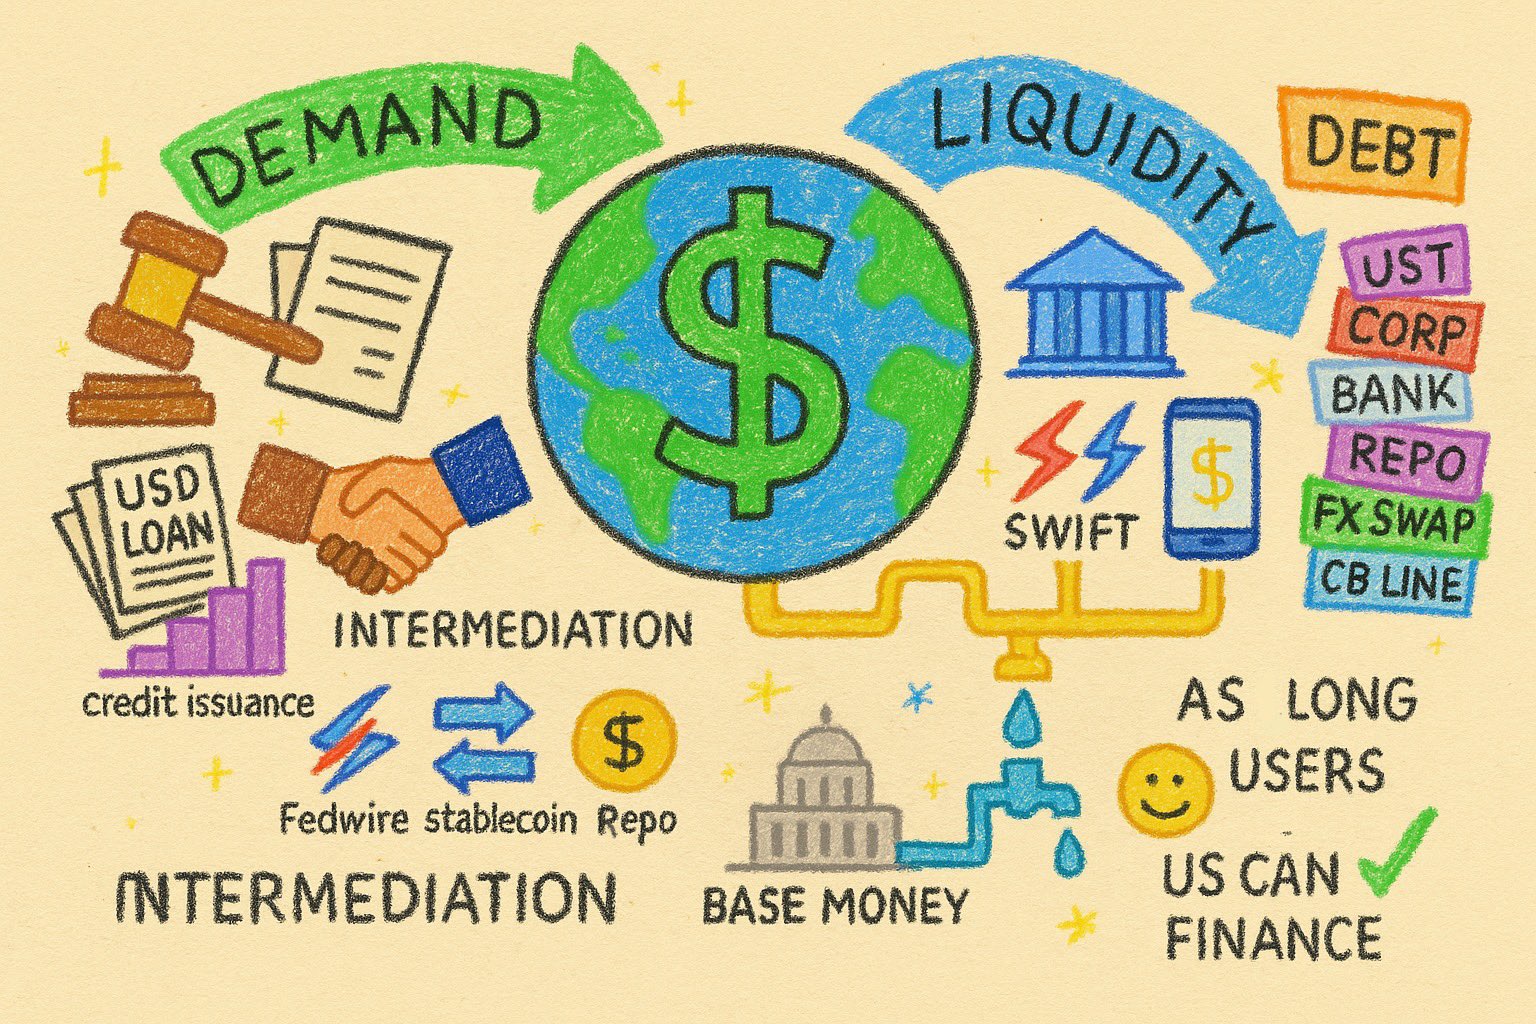 DEMAND
LIQUIDITY
DEBT
UST
CORP
BANK
REPO
FX SWAP
CB LINE
$
$
SWIFT
USD
LOAN
credit issuance
INTERMEDIATION
$
Fedwire stablecoin Repo
INTERMEDIATION
BASE MONEY
AS LONG
USERS
US CAN
FINANCE